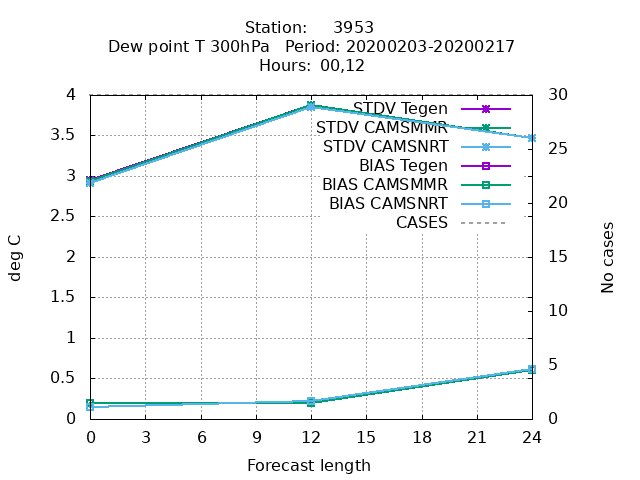 Station: 3953
Dew point T 300hPa Period: 20200203-20200217
Hours: 00,12
4
3.5
3
2.5
2
1.5
1
0.5
0
deg C
30
25
20
15
10
5
0
No cases
STDV Tegen
STDV CAMSMMR
STDV CAMSNRT
BIAS Tegen
BIAS CAMSMMR
BIAS CAMSNRT
CASES
0 3 6 9 12 15 18 21 24
Forecast length